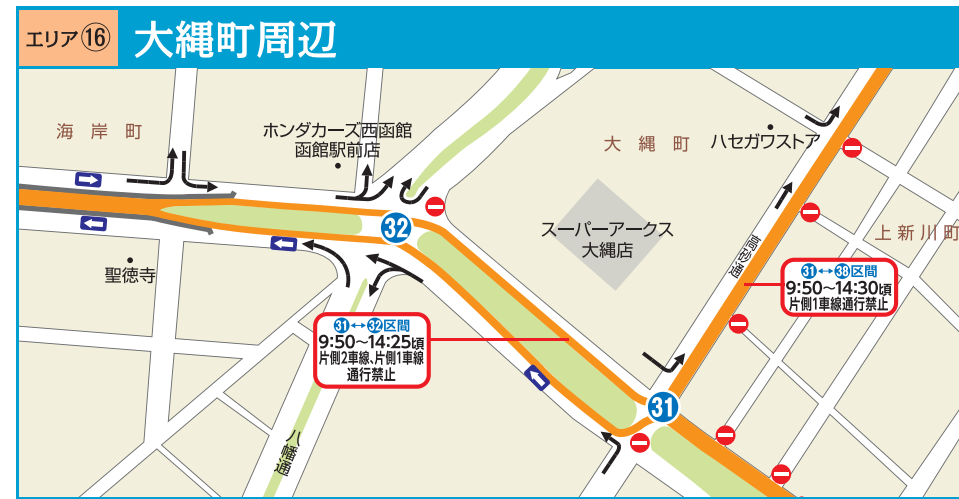 エリア⑯
大縄町周辺
海岸町
ホンダカーズ西函館
函館駅前店
大縄町
ハセガワストア
上新川町
スーパーアークス
大縄店
高砂通
聖徳寺
32
31↔38区間
9:50～14:30頃
片側1車線通行禁止
31↔32区間
9:50～14:25頃
片側2車線、片側1車線
通行禁止
31
八幡通